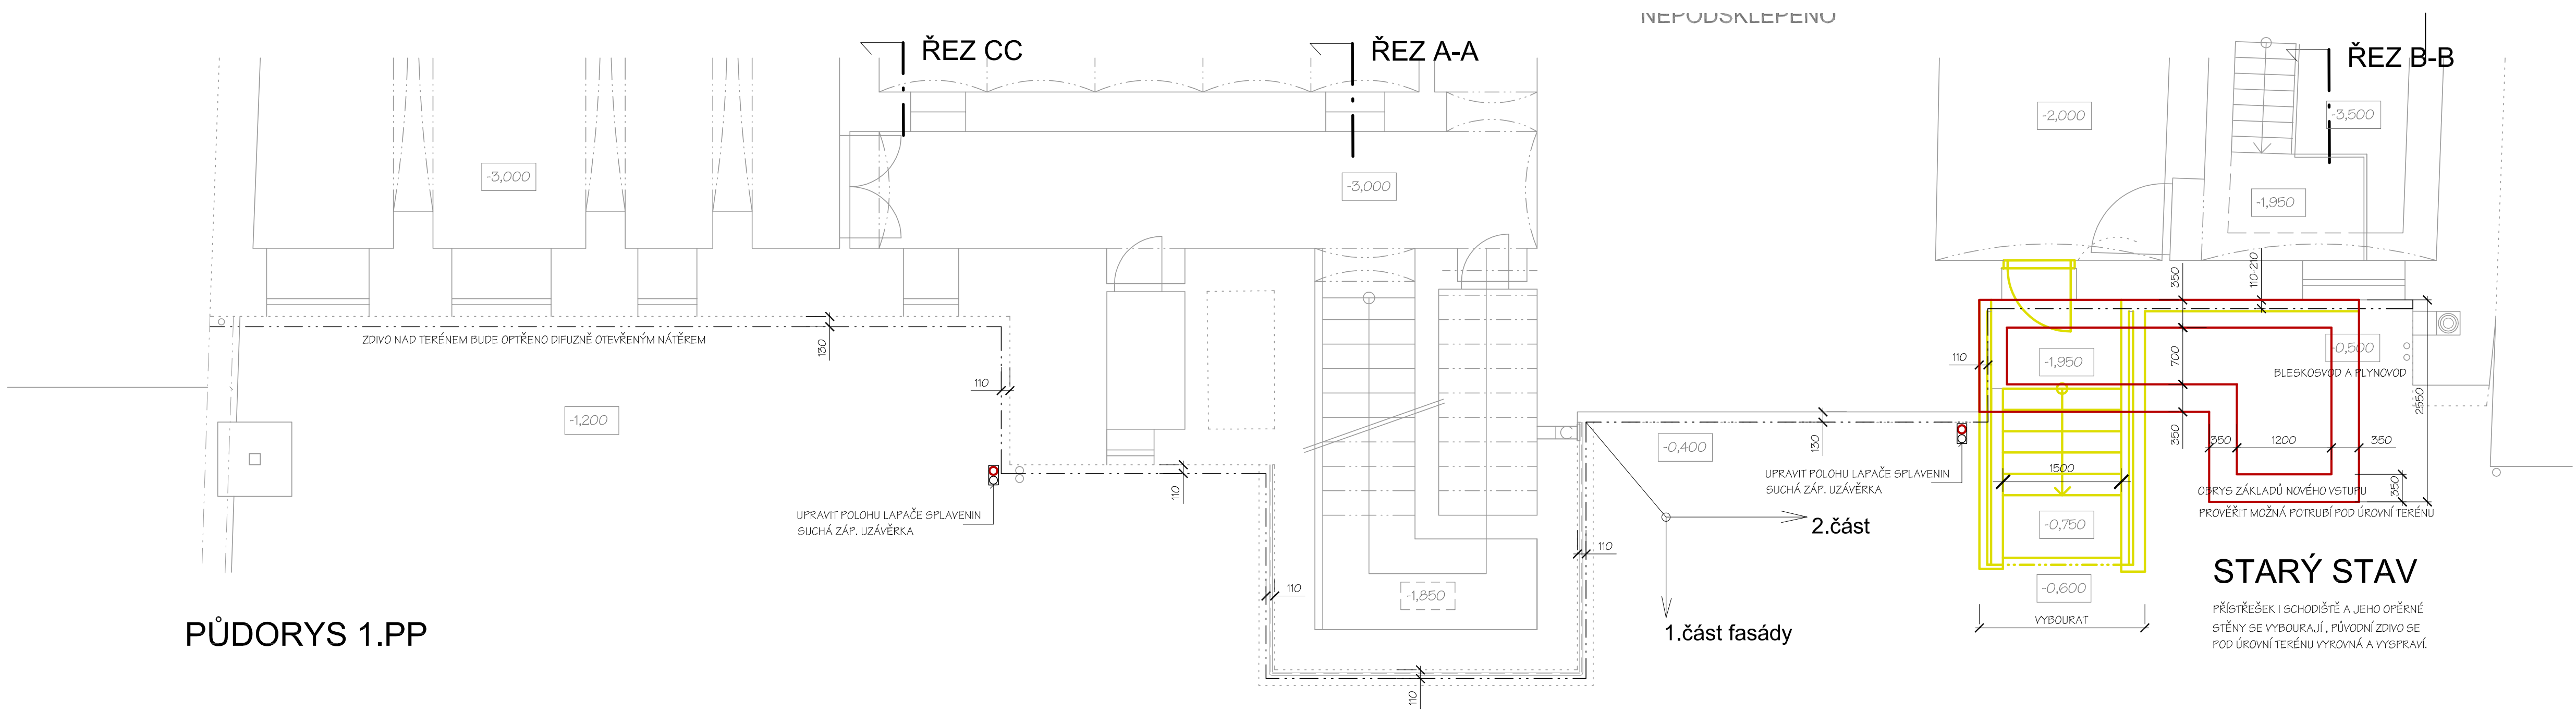 NEPODSKLEPENO
ŘEZ CC
ŘEZ A-A
ŘEZ B-B
-2,000
-3,500
-3,000
-3,000
-1,950
350
110-210
ZDIVO NAD TERÉNEM BUDE OPTŘENO DIFUZNĚ OTEVŘENÝM NÁTĚREM
130
110
-1,950
110
700
-0,500
BLESKOSVOD A PLYNOVOD
2550
-1,200
-0,400
130
350
350
1200
350
UPRAVIT POLOHU LAPAČE SPLAVENIN
SUCHÁ ZÁP. UZÁVĚRKA
1500
350
OBRYS ZÁKLADŮ NOVÉHO VSTUPU
PROVĚŘIT MOŽNÁ POTRUBÍ POD ÚROVNÍ TERÉNU
110
UPRAVIT POLOHU LAPAČE SPLAVENIN
SUCHÁ ZÁP. UZÁVĚRKA
2.část
-0,750
110
110
-1,850
-0,600
STARÝ STAV
PŘÍSTŘEŠEK I SCHODIŠTĚ A JEHO OPĚRNÉ
STĚNY SE VYBOURAJÍ , PŮVODNÍ ZDIVO SE
POD ÚROVNÍ TERÉNU VYROVNÁ A VYSPRAVÍ.
VYBOURAT
PŮDORYS 1.PP
1.část fasády
110